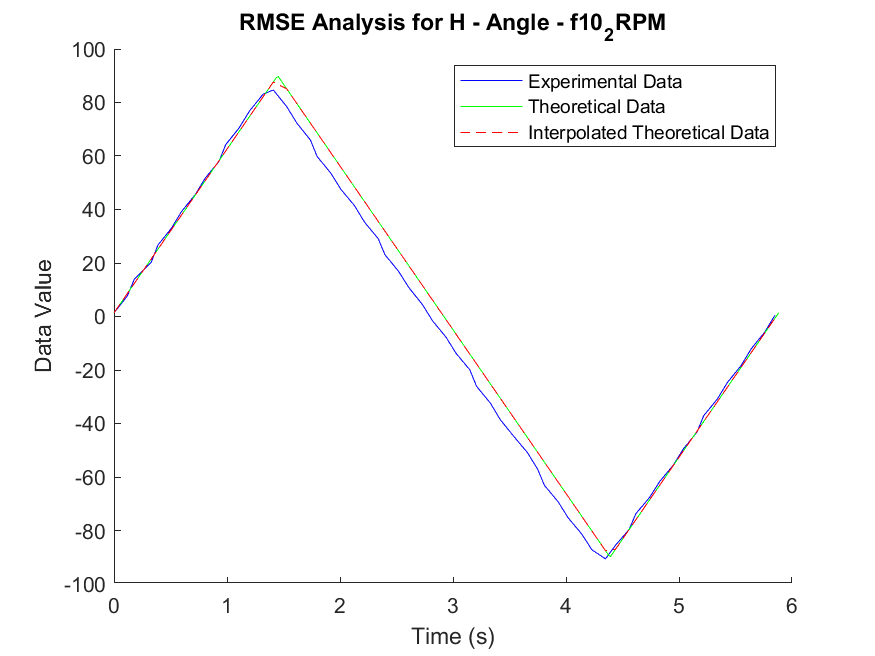 RMSE Analysis for H - Angle - f10₂RPM
100
80
60
40
20
0
-20
-40
-60
-80
-100
Data Value
Experimental Data
Theoretical Data
Interpolated Theoretical Data
0 1 2 3 4 5 6
Time (s)